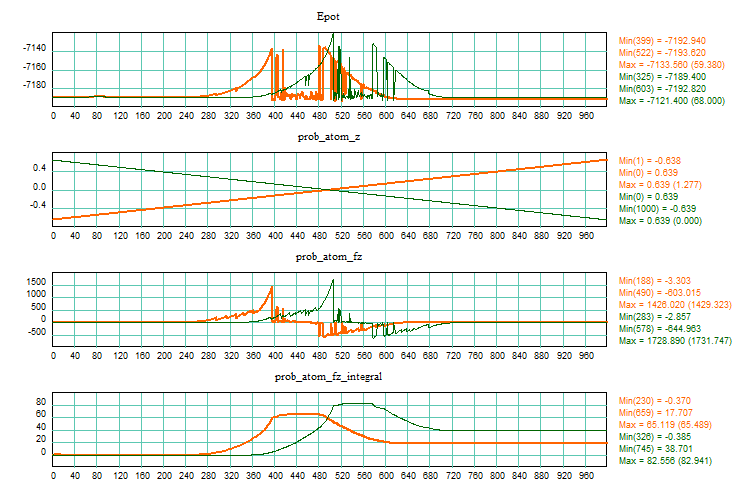 Epot
-7140
-7160
-7180
0 40 80 120 160 200 240 280 320 360 400 440 480 520 560 600 640 680 720 760 800 840 880 920 960
Min(399) = -7192.940
Min(522) = -7193.620
Max = -7133.560 (59.380)
Min(325) = -7189.400
Min(603) = -7192.820
Max = -7121.400 (68.000)
prob_atom_z
0.4
0.0
-0.4
0 40 80 120 160 200 240 280 320 360 400 440 480 520 560 600 640 680 720 760 800 840 880 920 960
Min(1) = -0.638
Min(0) = 0.639
Max = 0.639 (1.277)
Min(0) = 0.639
Min(1000) = -0.639
Max = 0.639 (0.000)
prob_atom_fz
1500
1000
500
0
-500
0 40 80 120 160 200 240 280 320 360 400 440 480 520 560 600 640 680 720 760 800 840 880 920 960
Min(188) = -3.303
Min(490) = -603.015
Max = 1426.020 (1429.323)
Min(283) = -2.857
Min(578) = -644.963
Max = 1728.890 (1731.747)
prob_atom_fz_integral
80
60
40
20
0
0 40 80 120 160 200 240 280 320 360 400 440 480 520 560 600 640 680 720 760 800 840 880 920 960
Min(230) = -0.370
Min(659) = 17.707
Max = 65.119 (65.489)
Min(326) = -0.385
Min(745) = 38.701
Max = 82.556 (82.941)